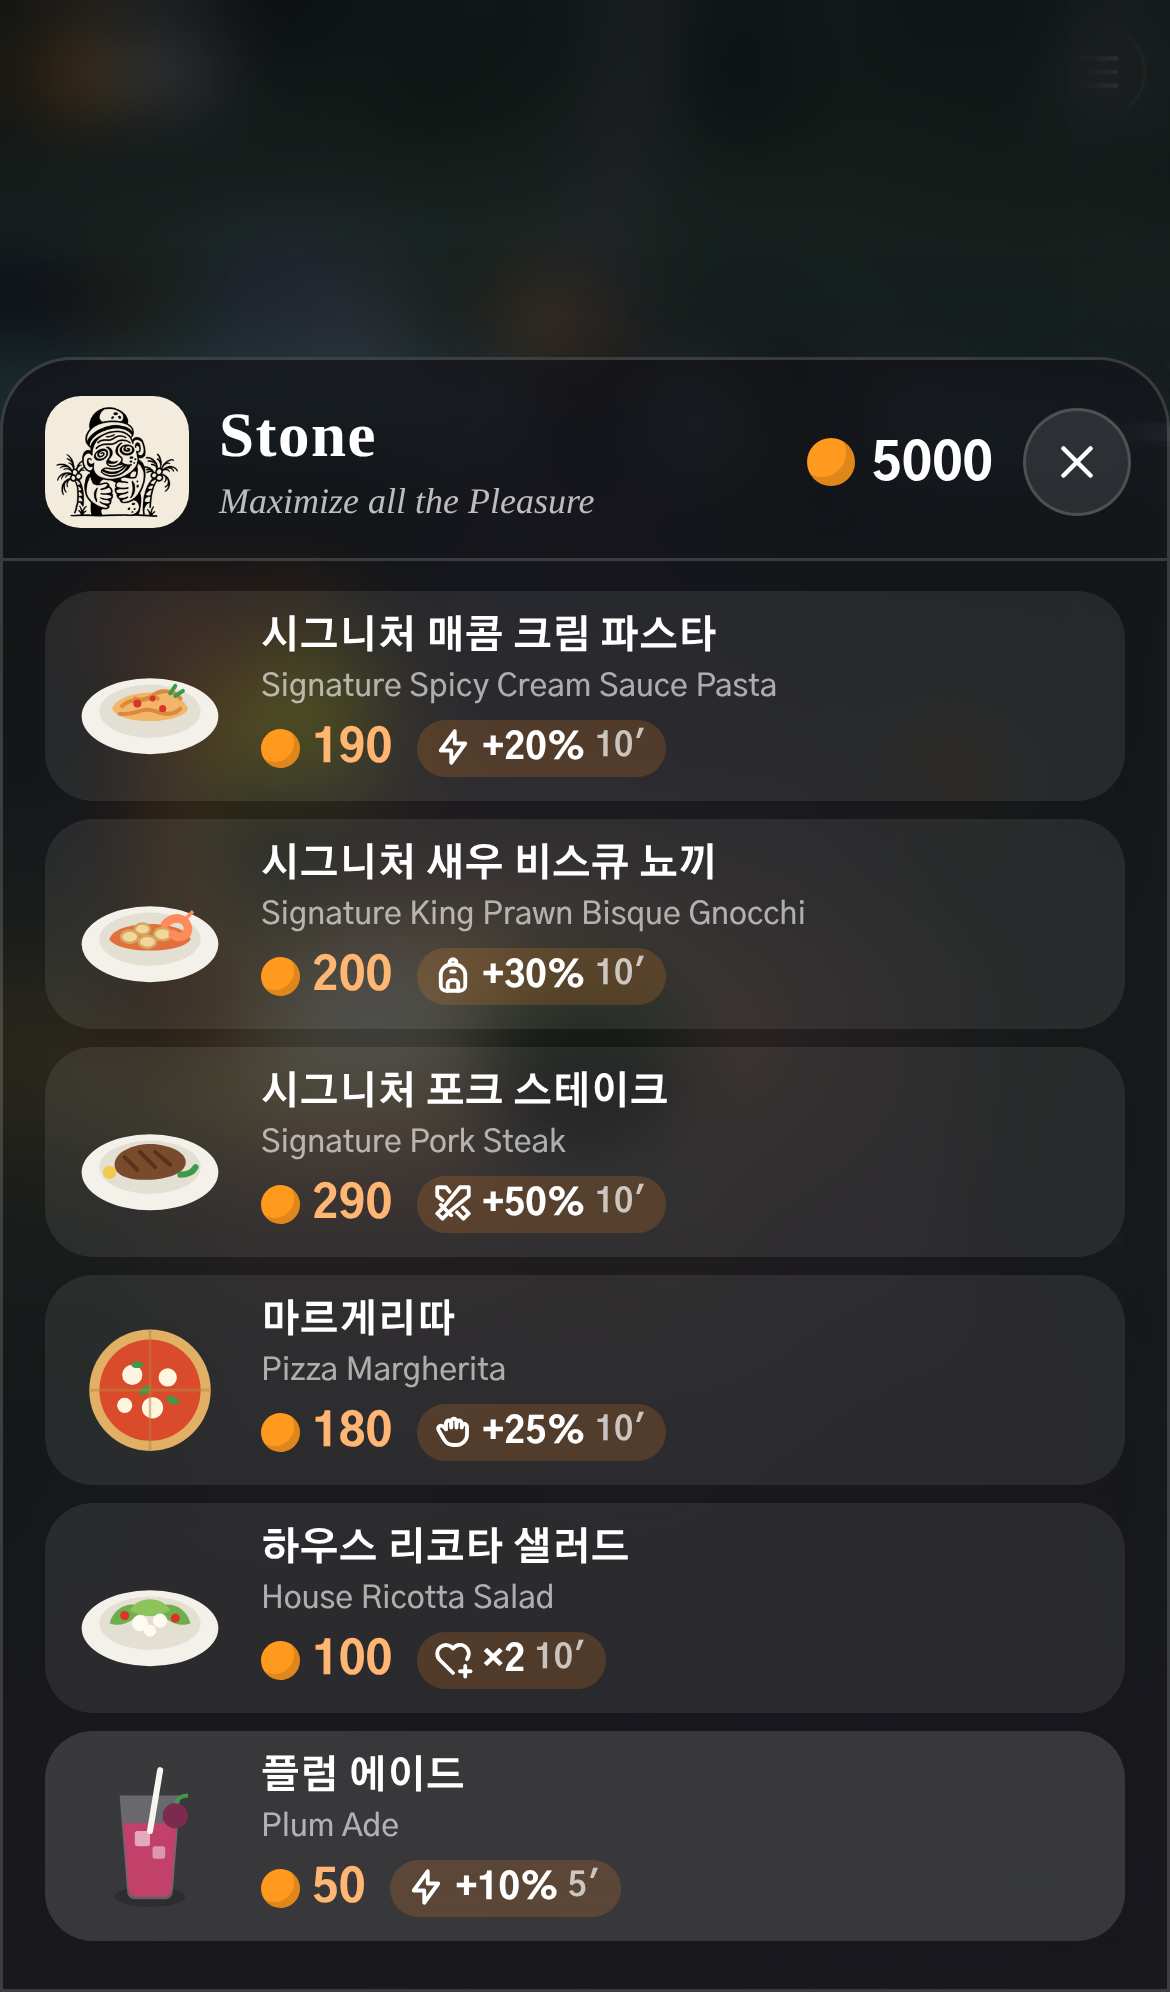 Stone
Maximize all the Pleasure
5000
시그니처 매콤 크림 파스타
Signature Spicy Cream Sauce Pasta
190 +20% 10′
시그니처 새우 비스큐 뇨끼
Signature King Prawn Bisque Gnocchi
200 +30% 10′
시그니처 포크 스테이크
Signature Pork Steak
290 +50% 10′
마르게리따
Pizza Margherita
180 +25% 10′
하우스 리코타 샐러드
House Ricotta Salad
100 ×2 10′
플럼 에이드
Plum Ade
50 +10% 5′